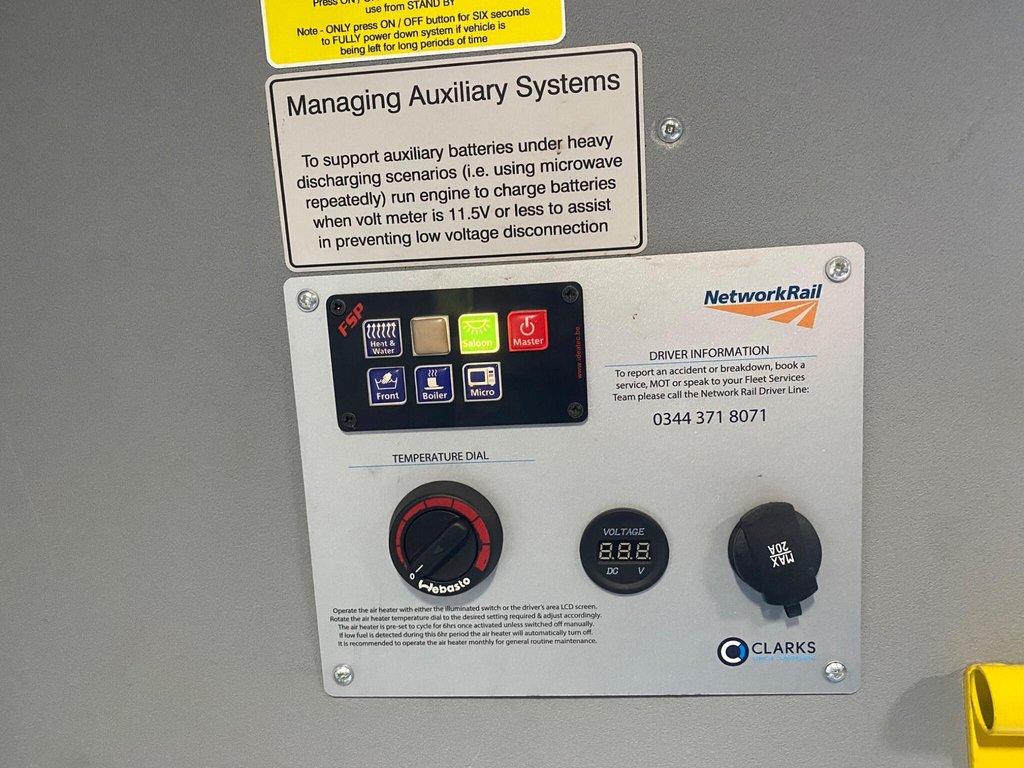 Press ON /
use from STAND BY
Note - ONLY press ON / OFF button for SIX seconds
to FULLY power down system if vehicle is
being left for long periods of time
Managing Auxiliary Systems
To support auxiliary batteries under heavy
discharging scenarios (i.e. using microwave
repeatedly) run engine to charge batteries
when volt meter is 11.5V or less to assist
in preventing low voltage disconnection
FSP
Heat &
Water
Saloon
Master
Front
Boiler
Micro
www.ideatec.be
NetworkRail
DRIVER INFORMATION
To report an accident or breakdown, book a
service, MOT or speak to your Fleet Services
Team please call the Network Rail Driver Line:
0344 371 8071
TEMPERATURE DIAL
0
Webasto
VOLTAGE
DC V
MAX
20A
Operate the air heater with either the illuminated switch or the driver's area LCD screen.
Rotate the air heater temperature dial to the desired setting required & adjust accordingly.
The air heater is pre-set to cycle for 6hrs once activated unless switched off manually.
If low fuel is detected during this 6hr period the air heater will automatically turn off.
It is recommended to operate the air heater monthly for general routine maintenance.
CLARKS